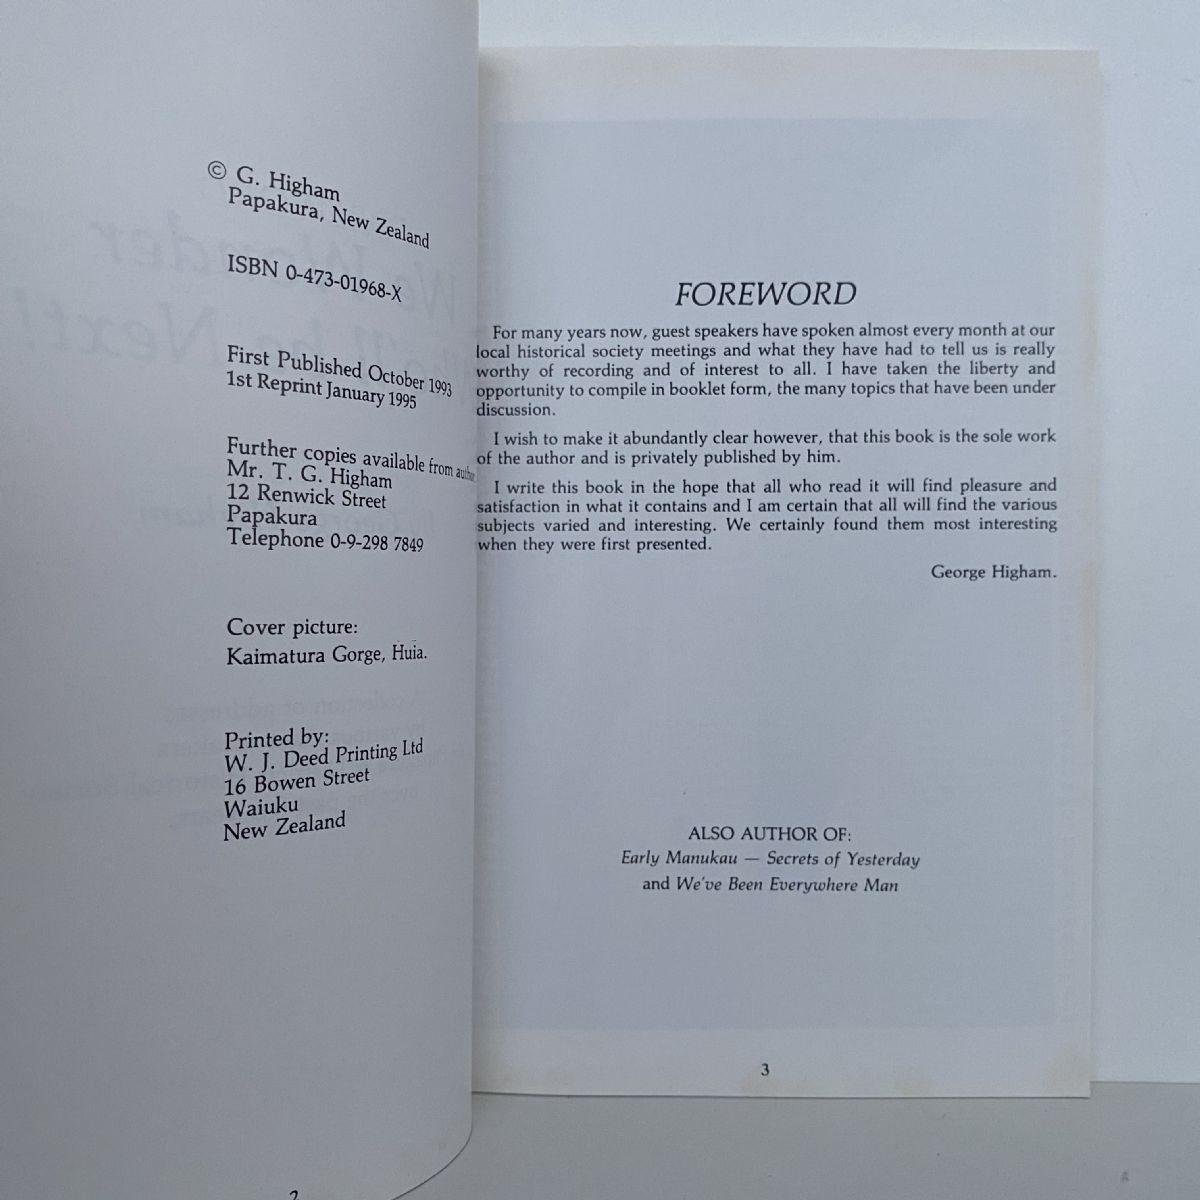 © G. Higham
Papakura, New Zealand
ISBN 0-473-01968-X
First Published October 1993
1st Reprint January 1995
Further copies available from author
Mr. T. G. Higham
12 Renwick Street
Papakura
Telephone 0-9-298 7849
Cover picture:
Kaimatura Gorge, Huia.
Printed by:
W. J. Deed Printing Ltd
16 Bowen Street
Waiuku
New Zealand
2
FOREWORD
For many years now, guest speakers have spoken almost every month at our
local historical society meetings and what they have had to tell us is really
worthy of recording and of interest to all. I have taken the liberty and
opportunity to compile in booklet form, the many topics that have been under
discussion.
I wish to make it abundantly clear however, that this book is the sole work
of the author and is privately published by him.
I write this book in the hope that all who read it will find pleasure and
satisfaction in what it contains and I am certain that all will find the various
subjects varied and interesting. We certainly found them most interesting
when they were first presented.
George Higham.
ALSO AUTHOR OF:
Early Manukau — Secrets of Yesterday
and We've Been Everywhere Man
3